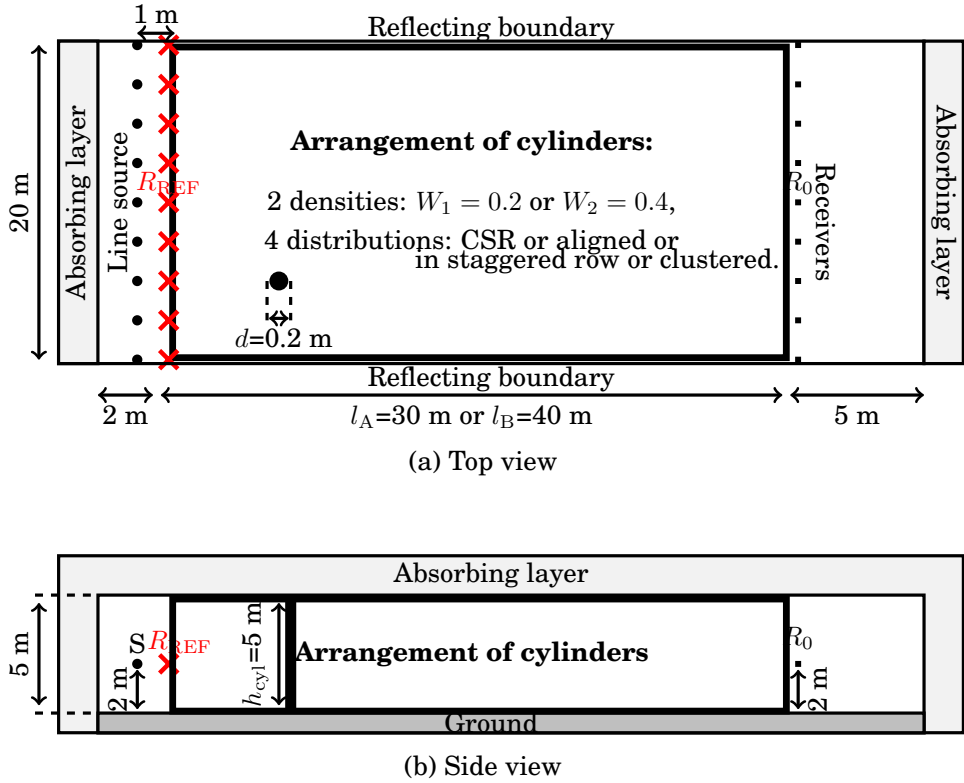 1 m
Reflecting boundary
Absorbing layer
Line source
R_REF
Arrangement of cylinders:
2 densities: W_1 = 0.2 or W_2 = 0.4,
4 distributions: CSR or aligned or
in staggered row or clustered.
d=0.2 m
R_0
Receivers
Absorbing layer
20 m
Reflecting boundary
2 m
l_A=30 m or l_B=40 m
5 m
(a) Top view
Absorbing layer
5 m
S
R_REF
2 m
h_cyl=5 m
Arrangement of cylinders
R_0
2 m
Ground
(b) Side view